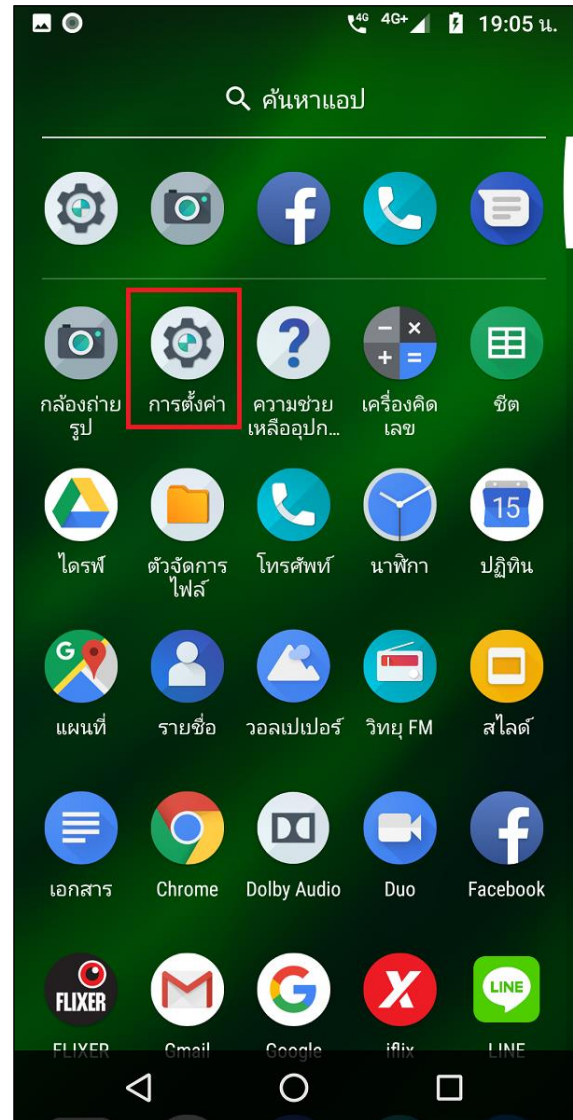 4G 4G+ 19:05 น.
ค้นหาแอป
กล้องถ่าย การตั้งค่า ความช่วย เครื่องคิด ชีต
รูป เหลืออุปก... เลข
15
ไดรฟ์ ตัวจัดการ โทรศัพท์ นาฬิกา ปฏิทิน
ไฟล์
G
แผนที่ รายชื่อ วอลเปเปอร์ วิทยุ FM สไลด์
เอกสาร Chrome Dolby Audio Duo Facebook
FLIXER LINE
FLIXER Gmail Google iflix LINE